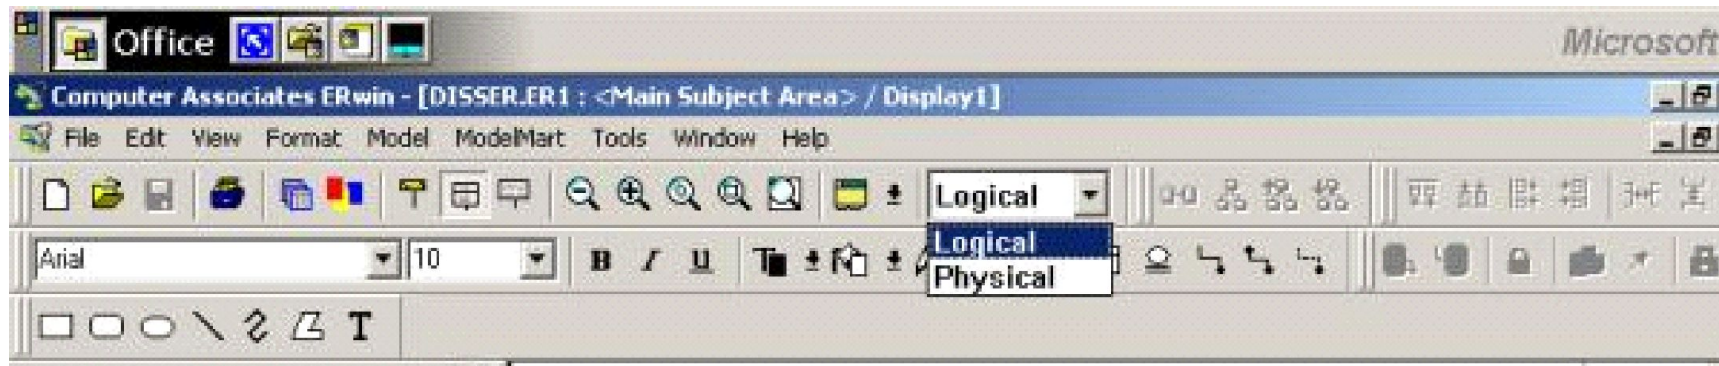 Office Microsoft
Computer Associates ERwin - [DISSER.ER1 : <Main Subject Area> / Display1]
File Edit View Format Model ModelMart Tools Window Help
Logical
Arial 10 B I U Logical
Physical
T